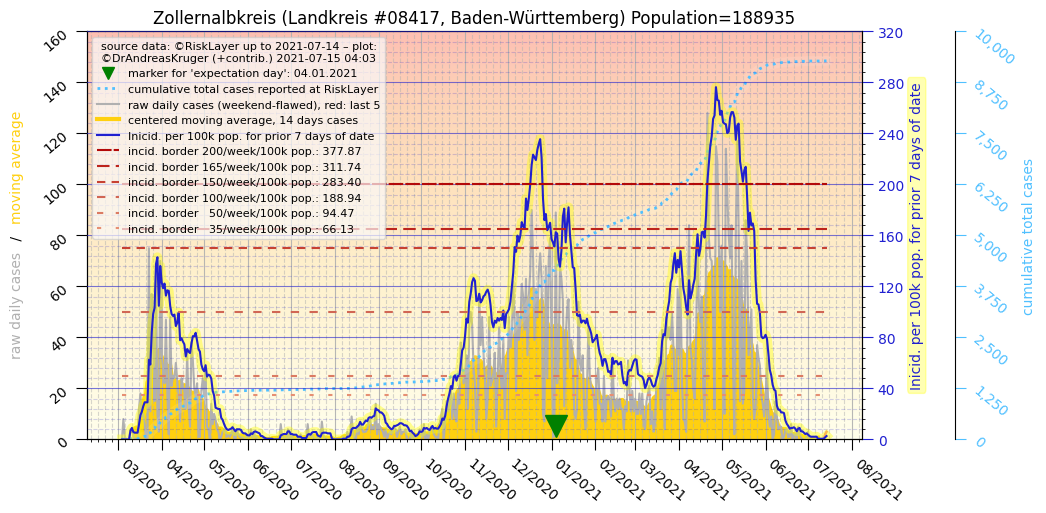 Zollernalbkreis (Landkreis #08417, Baden-Württemberg) Population=188935
source data: ©RiskLayer up to 2021-07-14 – plot:
©DrAndreasKruger (+contrib.) 2021-07-15 04:03
marker for 'expectation day': 04.01.2021
cumulative total cases reported at RiskLayer
raw daily cases (weekend-flawed), red: last 5
centered moving average, 14 days cases
Inicid. per 100k pop. for prior 7 days of date
incid. border 200/week/100k pop.: 377.87
incid. border 165/week/100k pop.: 311.74
incid. border 150/week/100k pop.: 283.40
incid. border 100/week/100k pop.: 188.94
incid. border   50/week/100k pop.: 94.47
incid. border   35/week/100k pop.: 66.13
raw daily cases   /   moving average
160
140
120
100
80
60
40
20
0
320
280
240
200
160
120
80
40
0
Inicid. per 100k pop. for prior 7 days of date
10,000
8,750
7,500
6,250
5,000
3,750
2,500
1,250
0
cumulative total cases
03/2020
04/2020
05/2020
06/2020
07/2020
08/2020
09/2020
10/2020
11/2020
12/2020
01/2021
02/2021
03/2021
04/2021
05/2021
06/2021
07/2021
08/2021